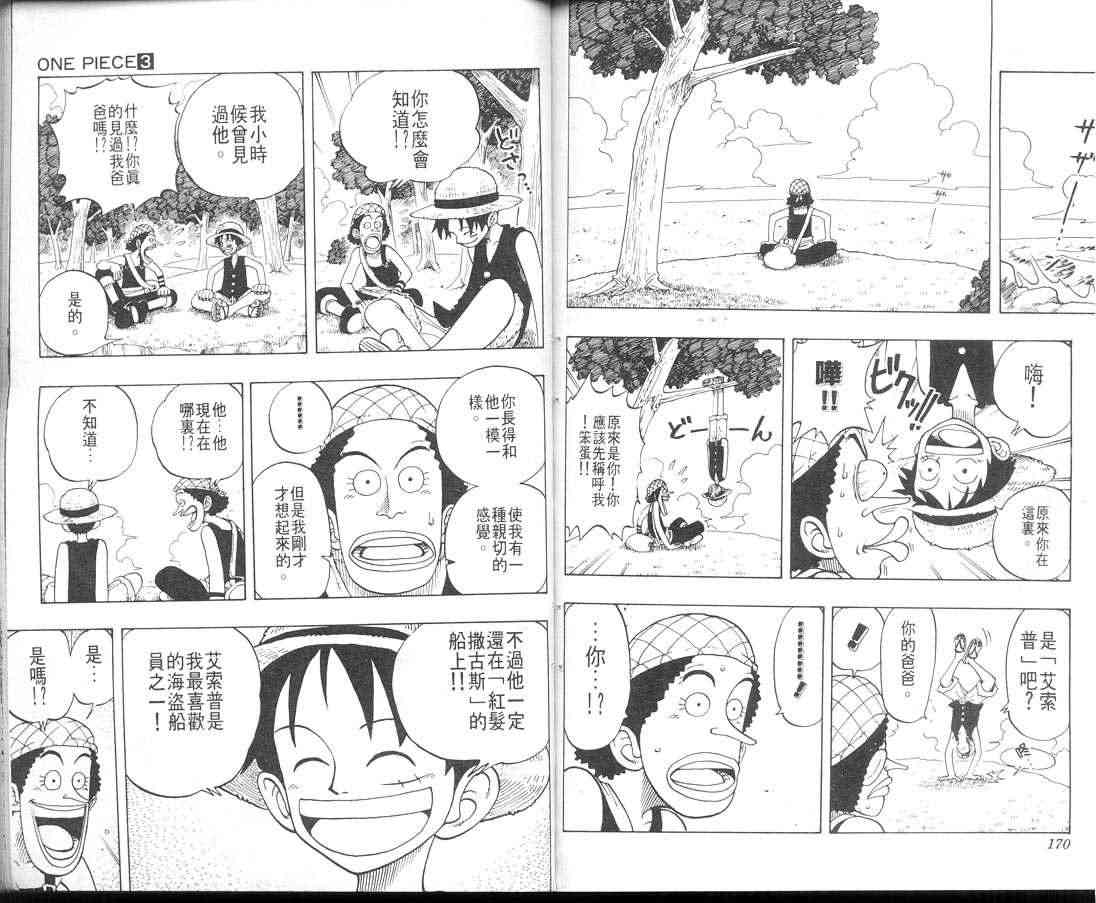 嗨！
原來你在
這裏。
嘩
!!
ビクッ!!
原來是你！你
應該先稱呼我
！笨蛋!!
どーーん
是「艾索
普」吧？
你的爸爸。
！
…你
…!?
170
ONE PIECE3
你怎麼會
知道!?
どさっ…
我小時
候曾見
過他。
什麼!?你真
的見過我爸
爸嗎!?
是的。
你長得和
他一模一
樣。
使我有一
種親切的
感覺。
但是我剛才
才想起來的。
他…他
現在在
哪裏!?
不知道…
不過他一定
還在「紅髮
撒古斯」的
船上!!
艾索普是
我最喜歡
的海盜船
員之一！
是…
是嗎!?